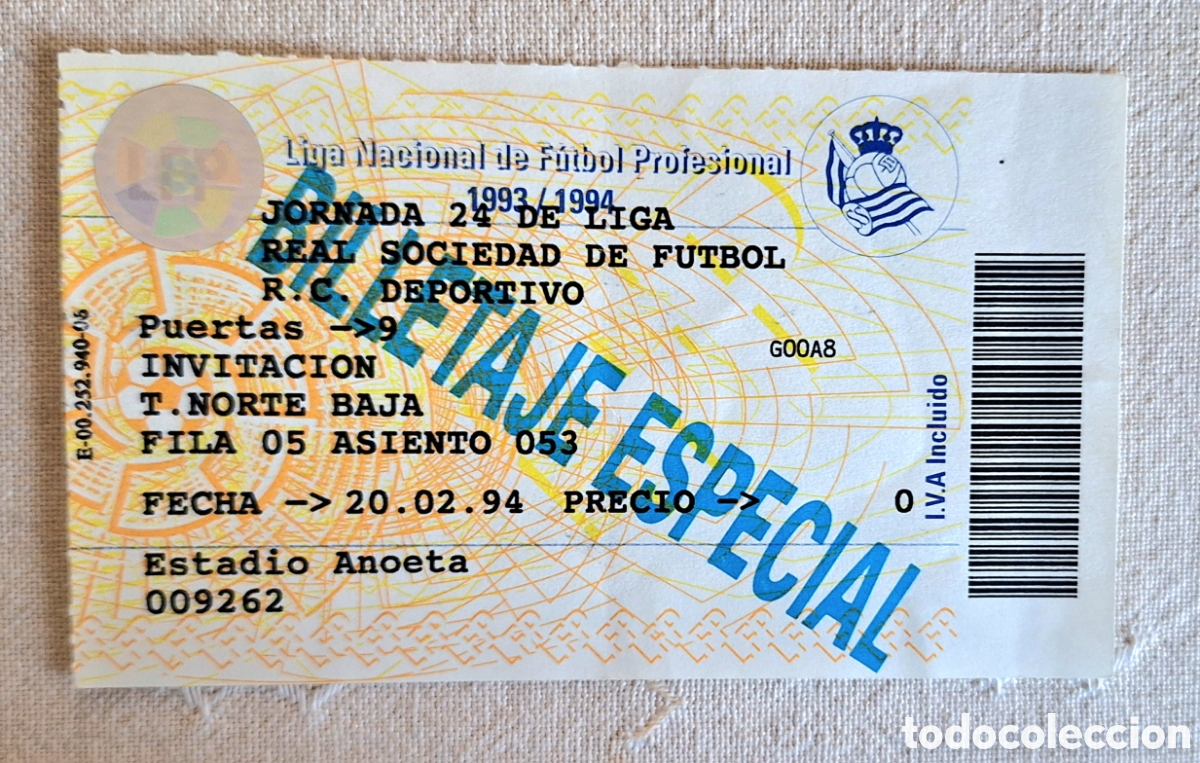 LFP
Liga Nacional de Fútbol Profesional
1993/1994
JORNADA 24 DE LIGA
REAL SOCIEDAD DE FUTBOL
R.C. DEPORTIVO
Puertas ->9
INVITACION
T.NORTE BAJA
FILA 05 ASIENTO 053
FECHA -> 20.02.94 PRECIO -> 0
Estadio Anoeta
009262
BILLETAJE ESPECIAL
G00A8
I.V.A Incluido
E-00.252.940-05
todocoleccion